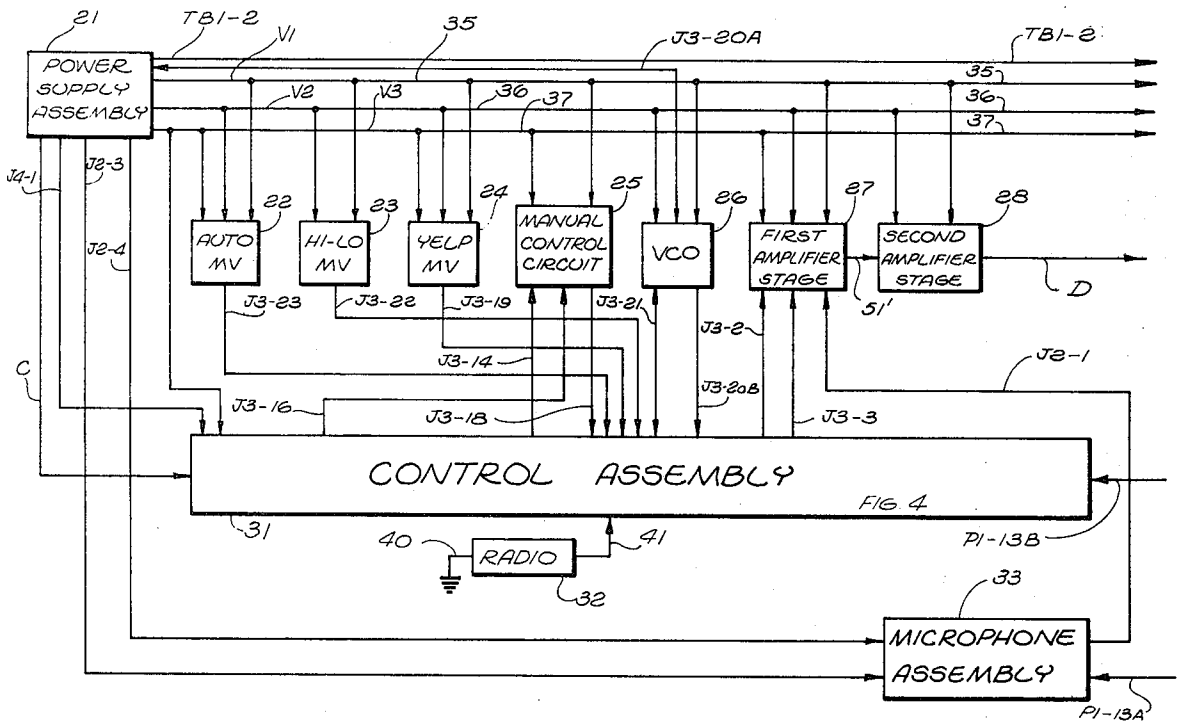 21
TB1-2
V1
35
J3-20A
TB1-2
35
36
37
POWER
SUPPLY
ASSEMBLY
V2
V3
36
37
J4-1
J2-3
J2-4
22
23
24
25
26
27
28
AUTO
MV
HI-LO
MV
YELP
MV
MANUAL
CONTROL
CIRCUIT
VCO
FIRST
AMPLIFIER
STAGE
SECOND
AMPLIFIER
STAGE
51'
D
J3-23
J3-22
J3-19
J3-21
J3-14
J3-2
J2-1
C
J3-16
J3-18
J3-20B
J3-3
CONTROL ASSEMBLY
FIG. 4
31
P1-13B
40
RADIO
41
32
33
MICROPHONE
ASSEMBLY
P1-13A